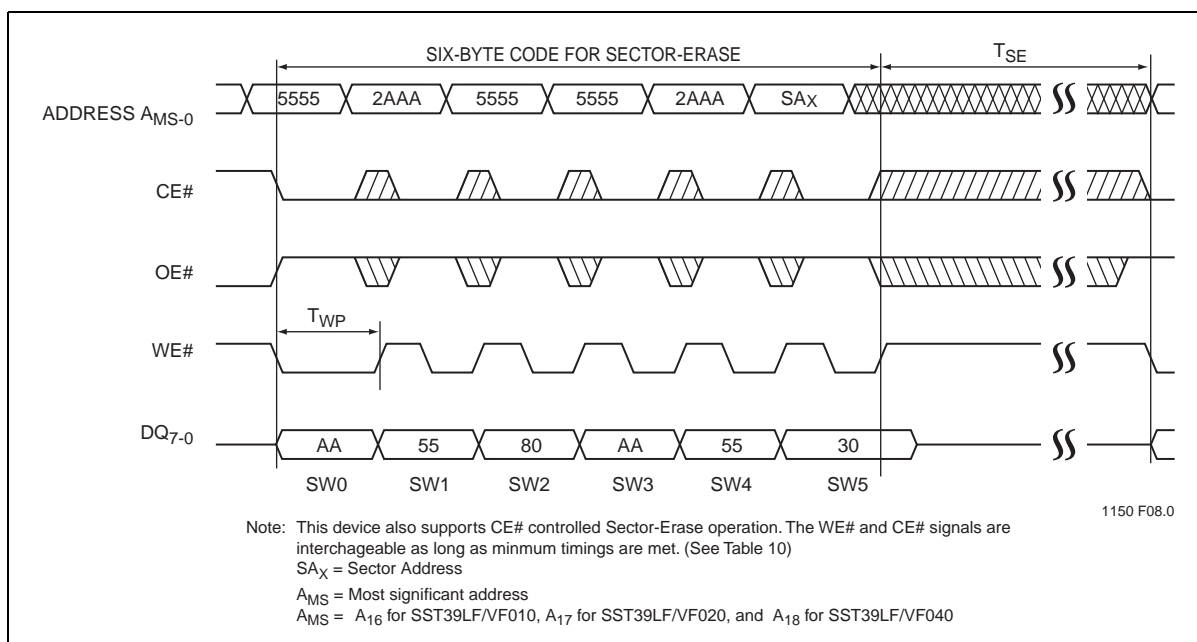 SIX-BYTE CODE FOR SECTOR-ERASE
TSE
ADDRESS AMS-0
5555
2AAA
5555
5555
2AAA
SAX
CE#
OE#
TWP
WE#
DQ7-0
AA
55
80
AA
55
30
SW0
SW1
SW2
SW3
SW4
SW5
1150 F08.0
Note: This device also supports CE# controlled Sector-Erase operation. The WE# and CE# signals are
interchageable as long as minmum timings are met. (See Table 10)
SAX = Sector Address
AMS = Most significant address
AMS = A16 for SST39LF/VF010, A17 for SST39LF/VF020, and A18 for SST39LF/VF040